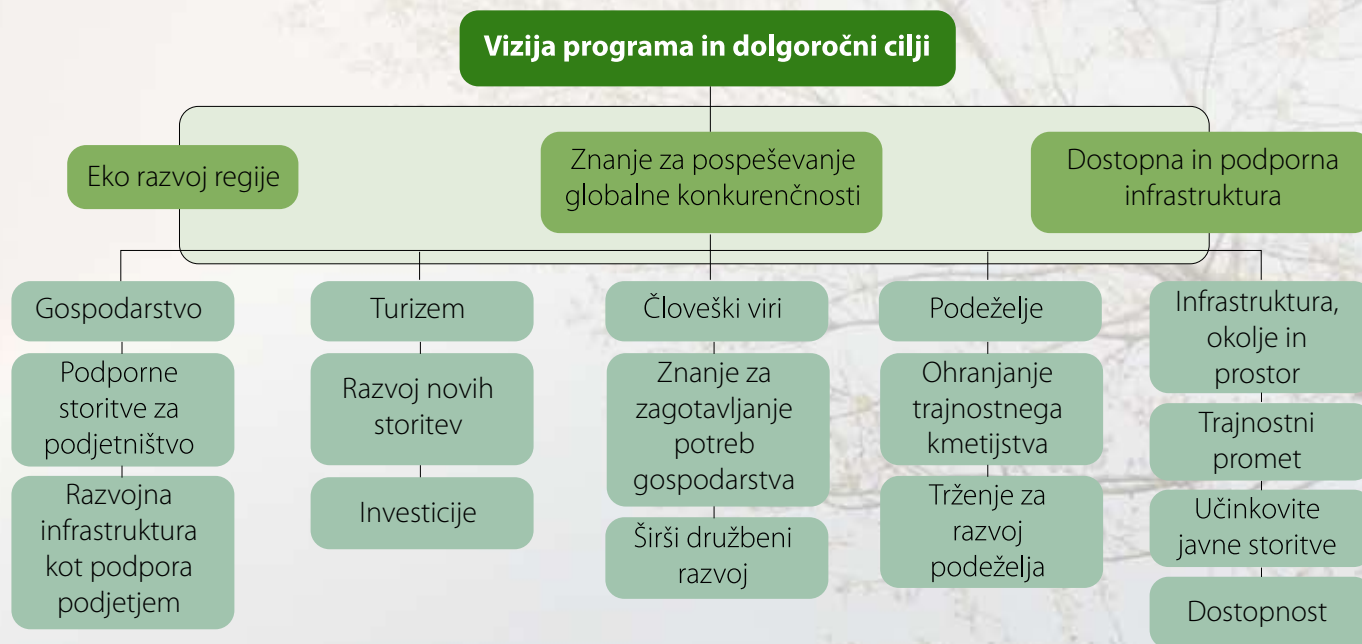 Vizija programa in dolgoročni cilji
Eko razvoj regije
Znanje za pospeševanje
globalne konkurenčnosti
Dostopna in podporna
infrastruktura
Gospodarstvo
Podporne
storitve za
podjetništvo
Razvojna
infrastruktura
kot podpora
podjetjem
Turizem
Razvoj novih
storitev
Investicije
Človeški viri
Znanje za
zagotavljanje
potreb
gospodarstva
Širši družbeni
razvoj
Podeželje
Ohranjanje
trajnostnega
kmetijstva
Trženje za
razvoj
podeželja
Infrastruktura,
okolje in
prostor
Trajnostni
promet
Učinkovite
javne storitve
Dostopnost